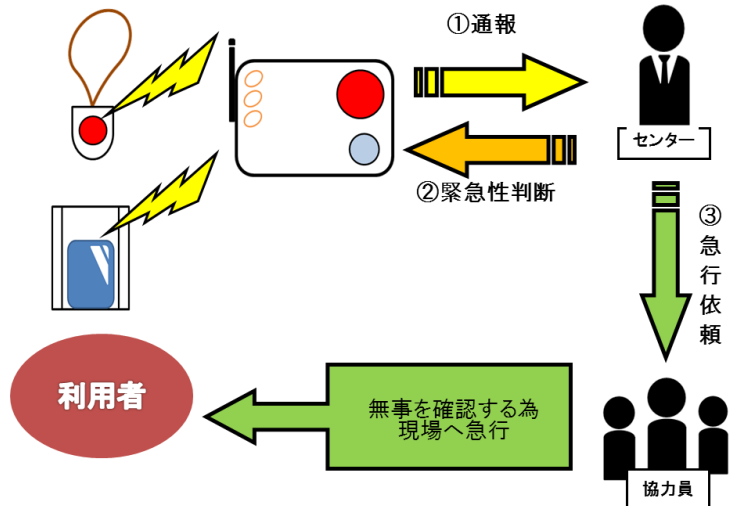 ①通報
センター
②緊急性判断
③
急
行
依
頼
利用者
無事を確認する為
現場へ急行
協力員